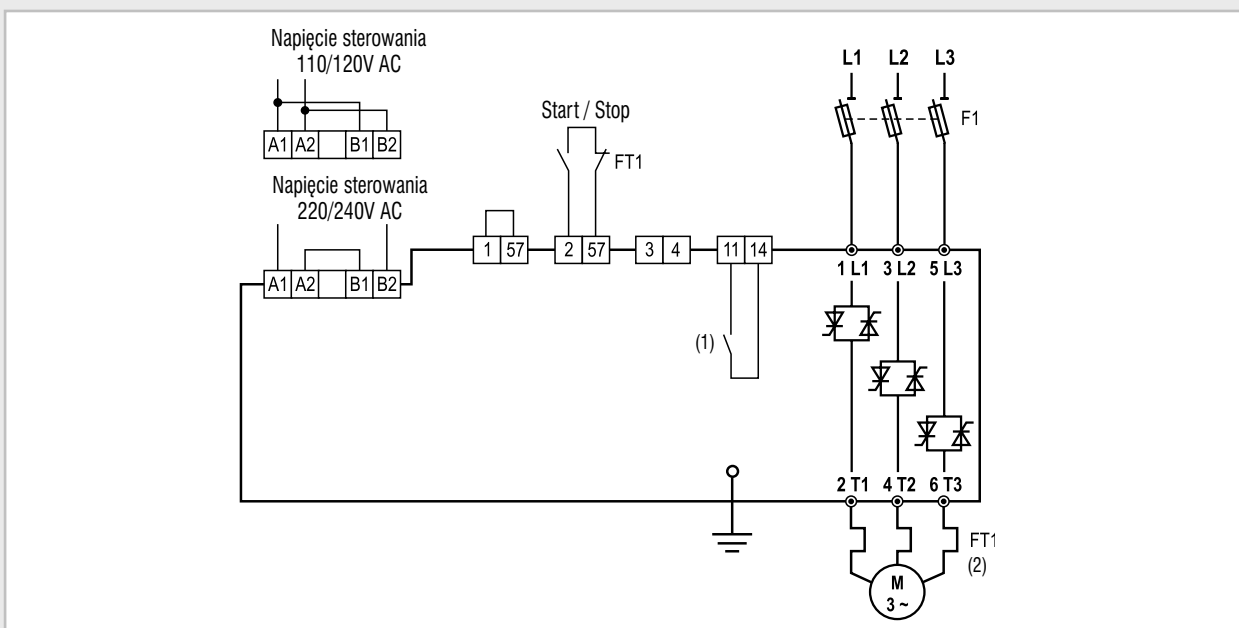 Napięcie sterowania
110/120V AC
A1 A2 B1 B2
Napięcie sterowania
220/240V AC
A1 A2 B1 B2
Start / Stop
FT1
1 57 2 57 3 4 11 14
(1)
L1 L2 L3
F1
1 L1 3 L2 5 L3
2 T1 4 T2 6 T3
FT1
(2)
M
3 ~